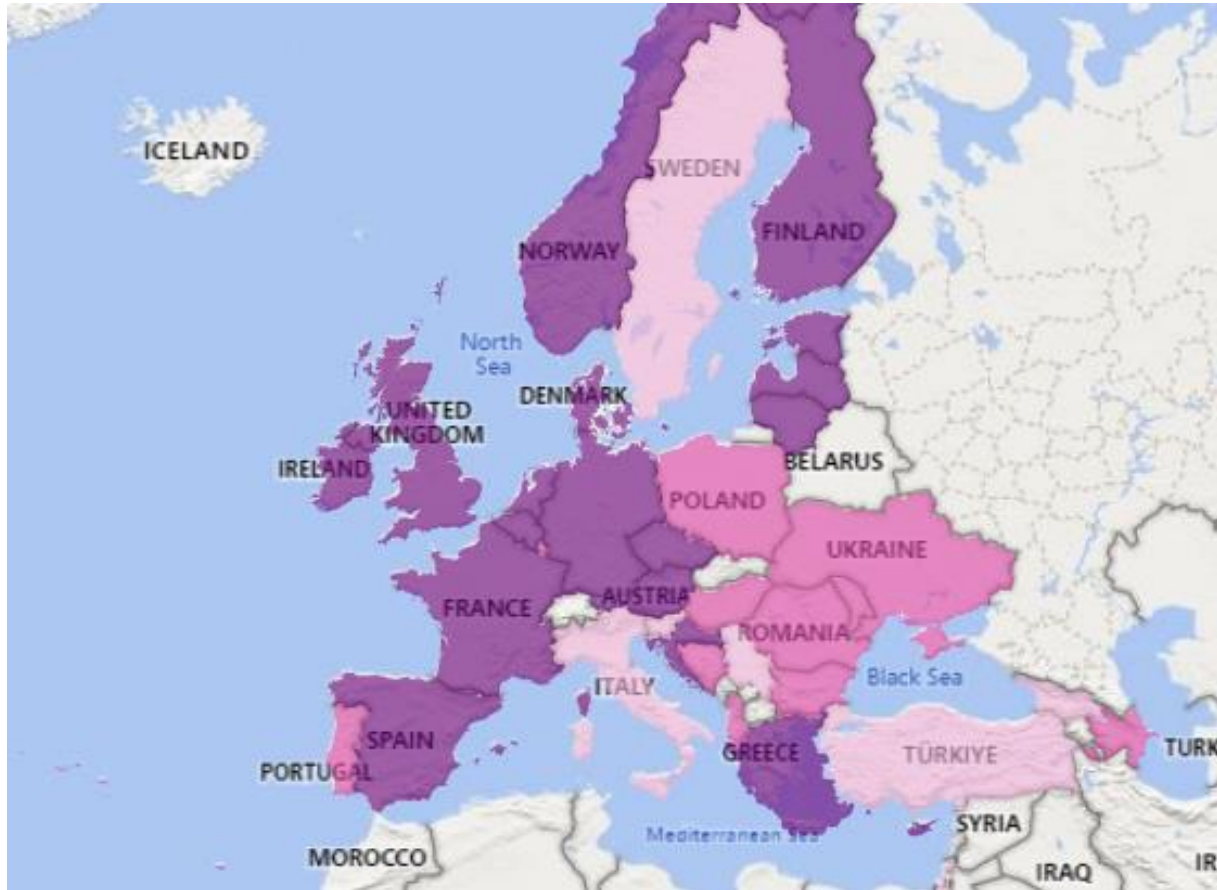 ICELAND
SWEDEN
NORWAY
FINLAND
North
Sea
DENMARK
UNITED
KINGDOM
IRELAND
BELARUS
POLAND
UKRAINE
FRANCE
AUSTRIA
ROMANIA
Black Sea
ITALY
SPAIN
GREECE
TÜRKIYE
TURK
PORTUGAL
Mediterranean Sea
SYRIA
MOROCCO
IRAQ
IR